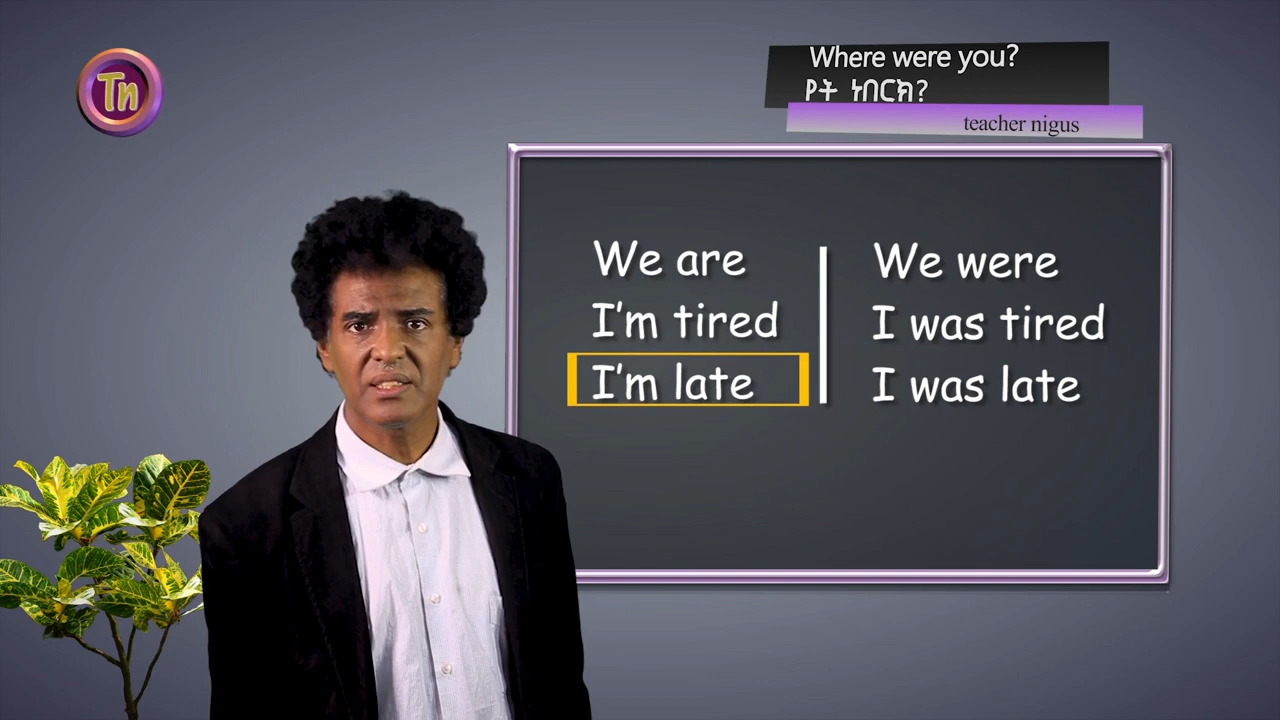 Tn
Where were you?
የት ነበርክ?
teacher nigus
We are
I'm tired
I'm late
We were
I was tired
I was late